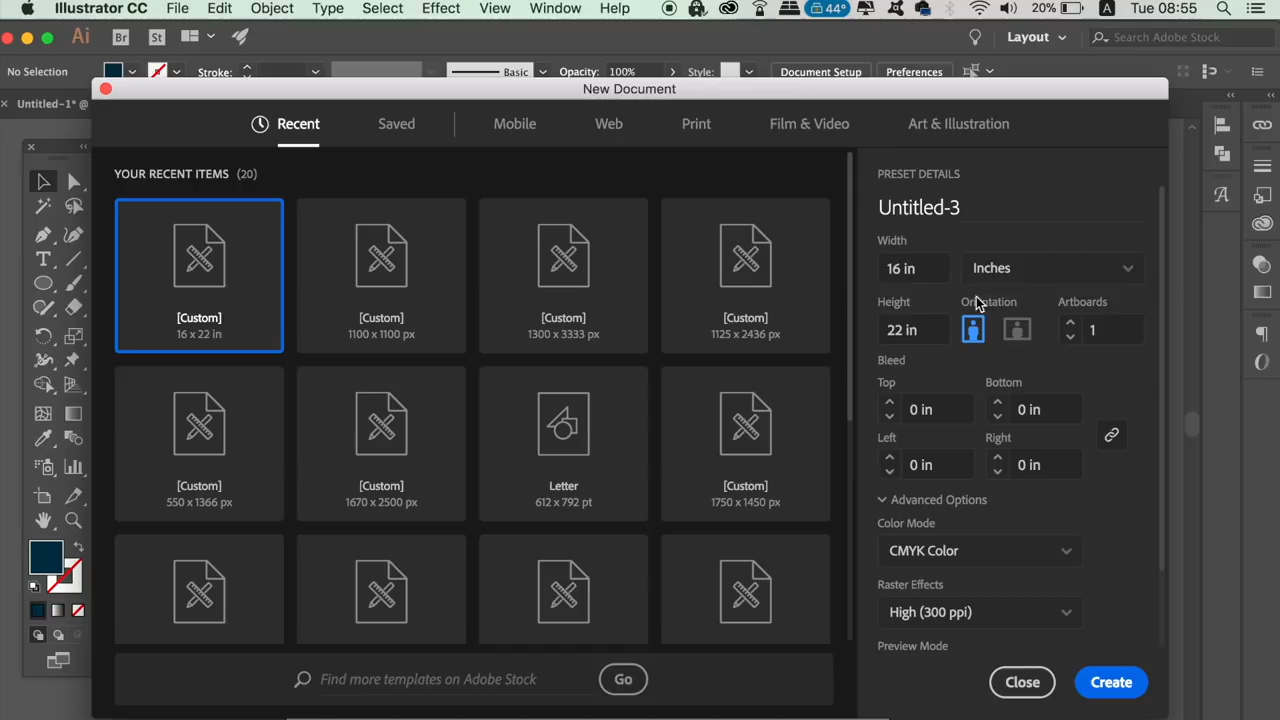 Illustrator CC File Edit Object Type Select Effect View Window Help 44° 20% A Tue 08:55
Ai Br St Layout Search Adobe Stock
No Selection Stroke: Basic Opacity: 100% Style: Document Setup Preferences
New Document
Untitled-1* @
Recent Saved Mobile Web Print Film & Video Art & Illustration
YOUR RECENT ITEMS (20)
[Custom] [Custom] [Custom] [Custom]
16 x 22 in 1100 x 1100 px 1300 x 3333 px 1125 x 2436 px
[Custom] [Custom] Letter [Custom]
550 x 1366 px 1670 x 2500 px 612 x 792 pt 1750 x 1450 px
Find more templates on Adobe Stock Go
PRESET DETAILS
Untitled-3
Width
16 in Inches
Height Orientation Artboards
22 in 1
Bleed
Top Bottom
0 in 0 in
Left Right
0 in 0 in
Advanced Options
Color Mode
CMYK Color
Raster Effects
High (300 ppi)
Preview Mode
Close Create